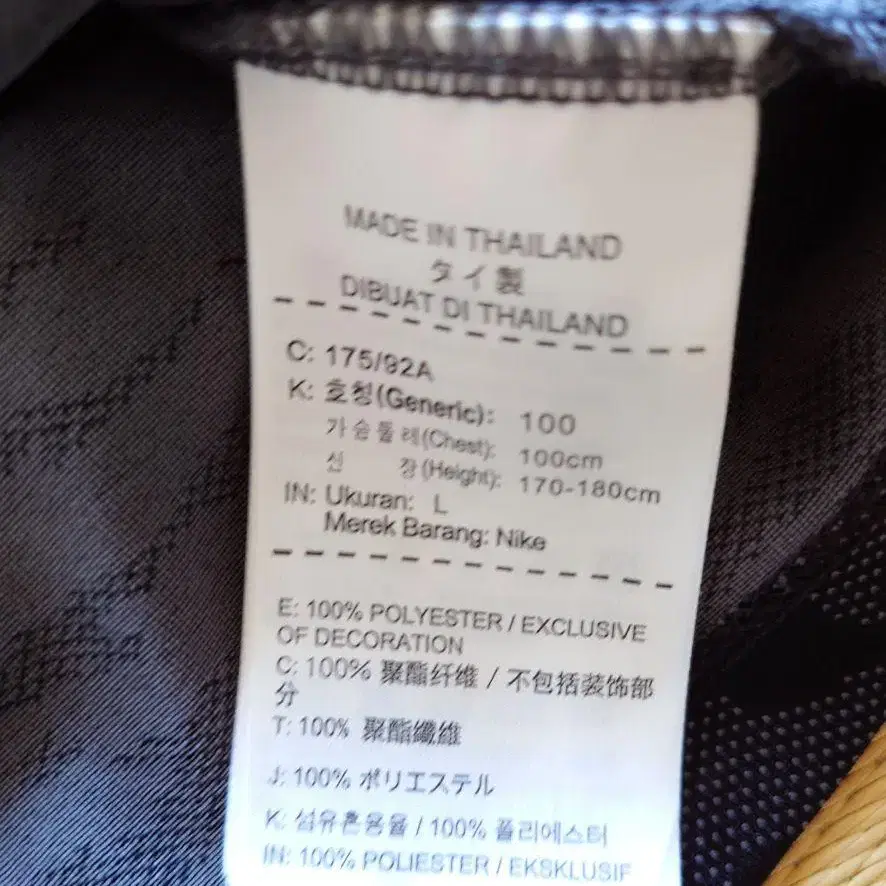 MADE IN THAILAND
タイ製
DIBUAT DI THAILAND
C: 175/92A
K: 호칭(Generic): 100
가슴둘레(Chest): 100cm
신 장(Height): 170-180cm
IN: Ukuran: L
Merek Barang: Nike
E: 100% POLYESTER / EXCLUSIVE
OF DECORATION
C: 100% 聚酯纤维 / 不包括装饰部
分
T: 100% 聚酯纖維
J: 100% ポリエステル
K: 섬유혼용율 / 100% 폴리에스터
IN: 100% POLIESTER / EKSKLUSIF